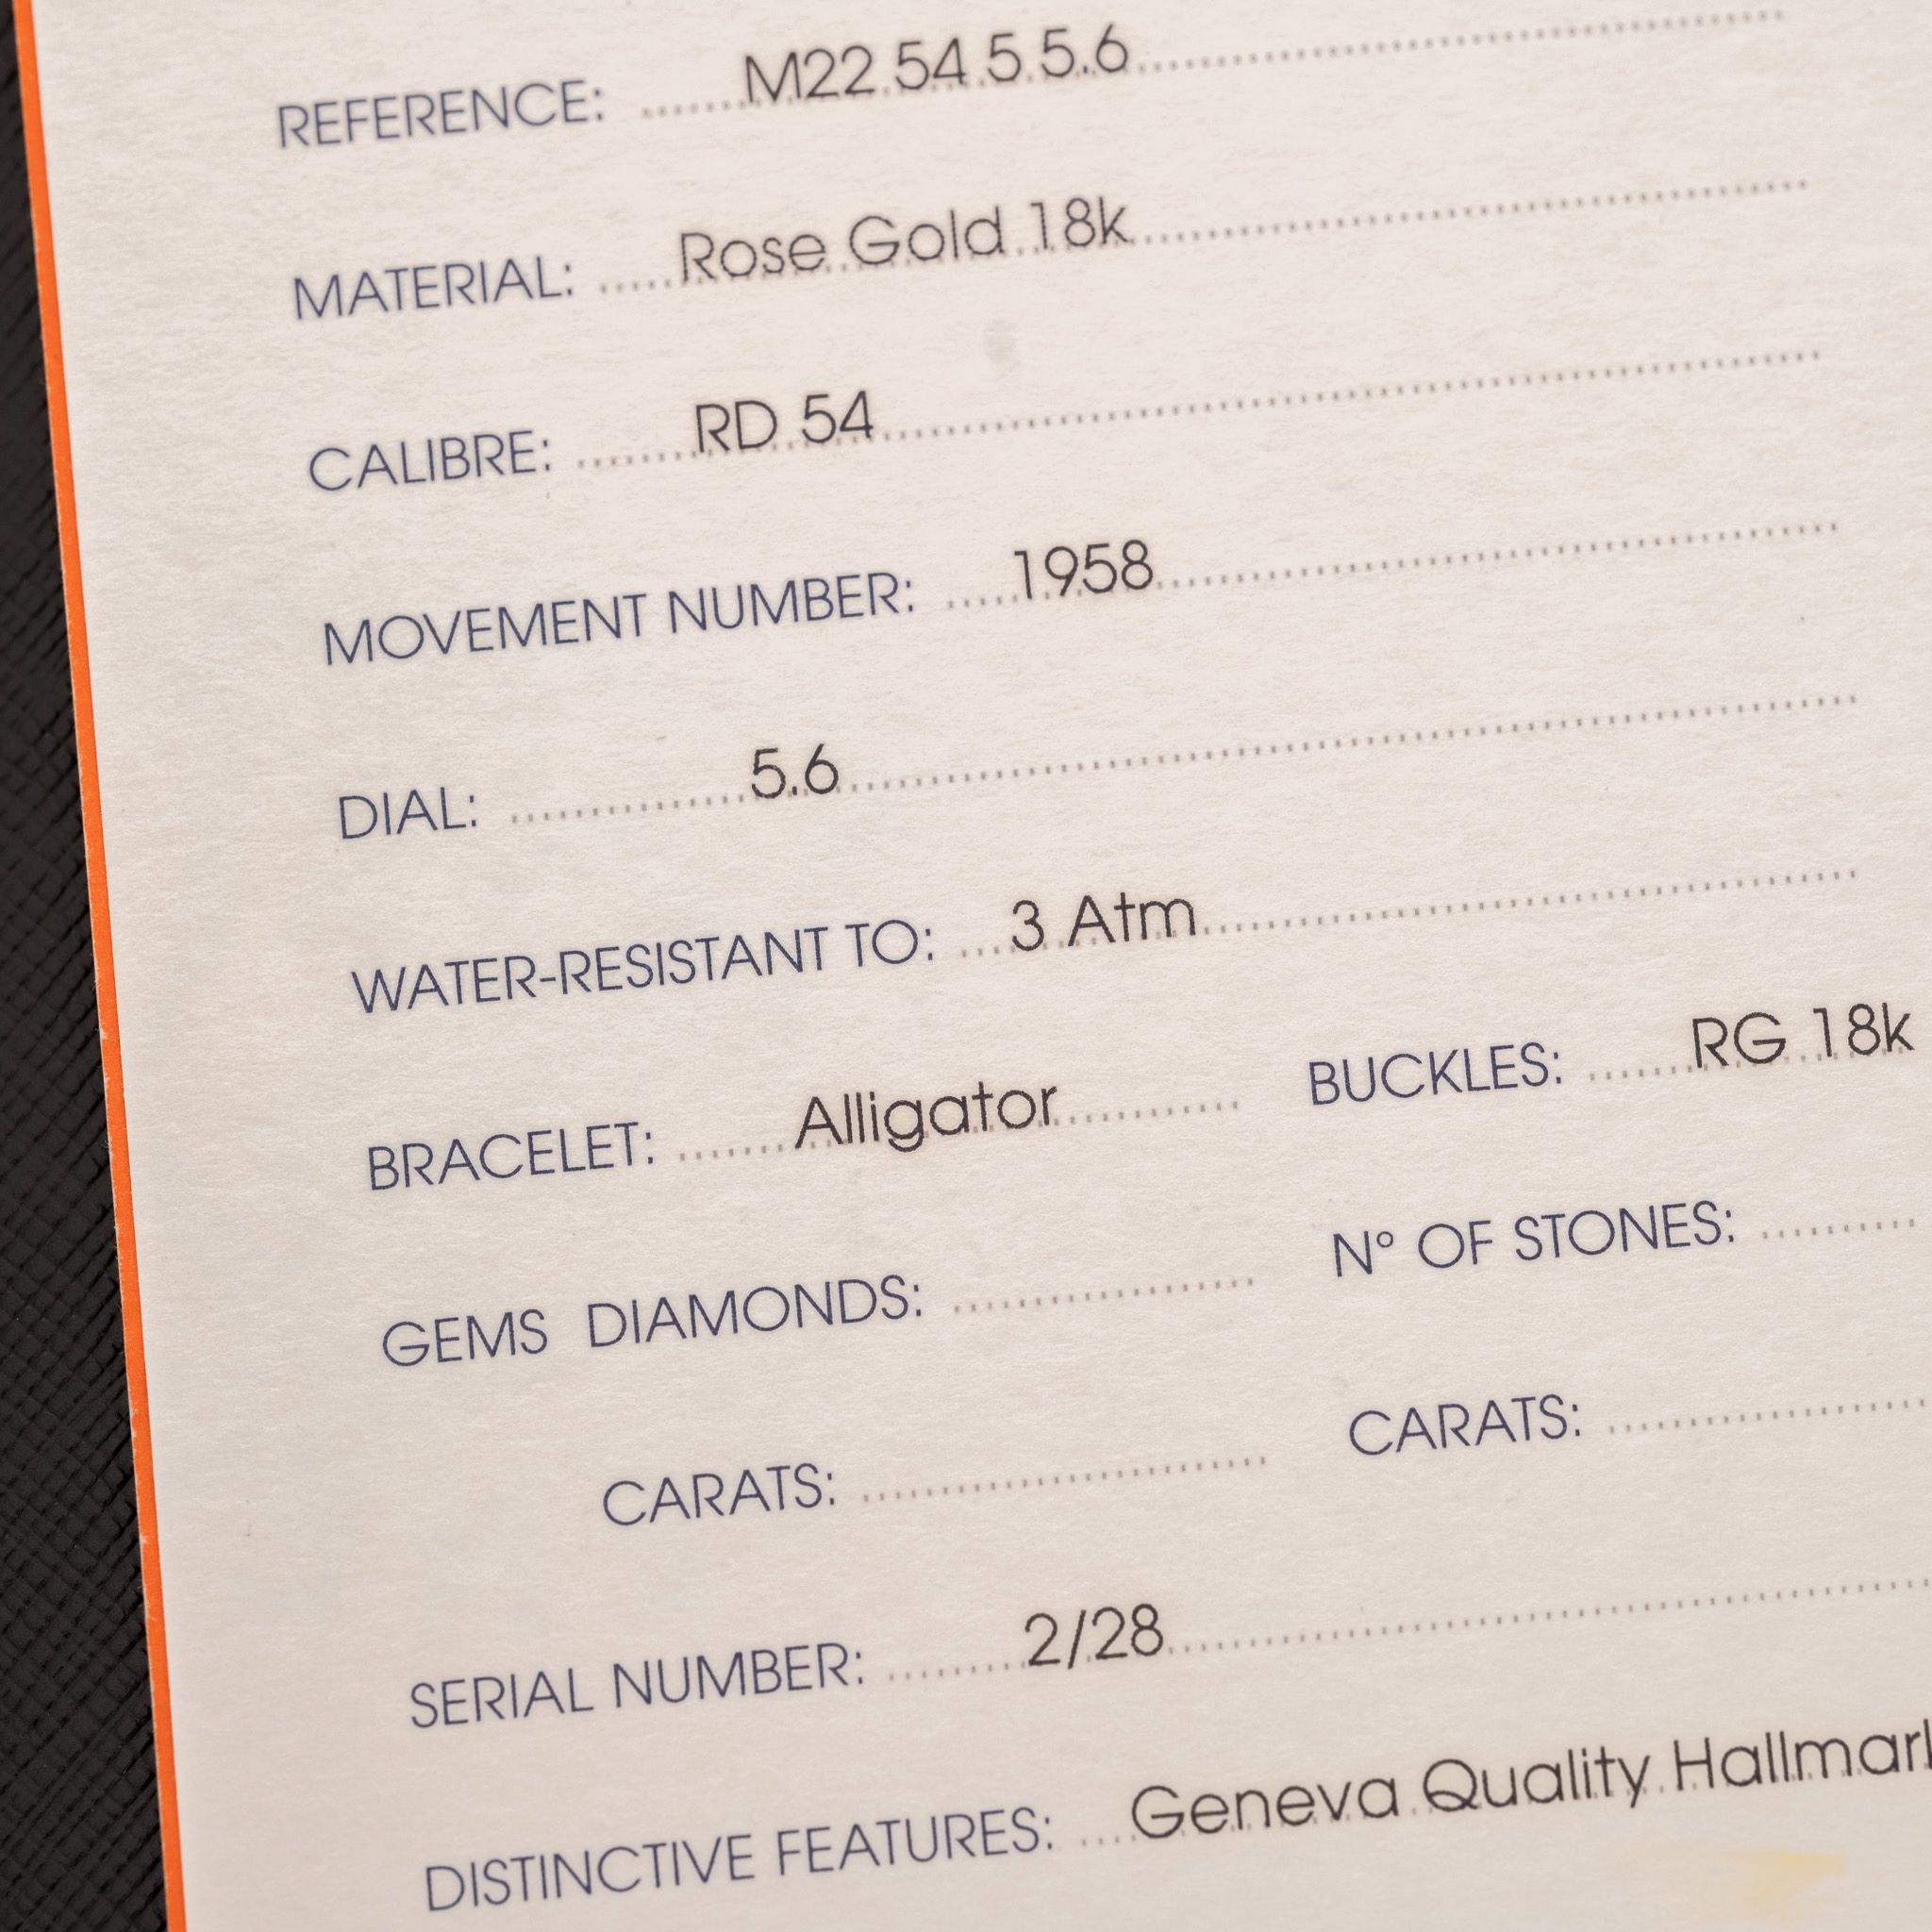 REFERENCE: M22 54 5 5.6
MATERIAL: Rose Gold 18k
CALIBRE: RD 54
MOVEMENT NUMBER: 1958
DIAL: 5.6
WATER-RESISTANT TO: 3 Atm
BRACELET: Alligator BUCKLES: RG 18k
GEMS DIAMONDS: N° OF STONES:
CARATS: CARATS:
SERIAL NUMBER: 2/28
DISTINCTIVE FEATURES: Geneva Quality